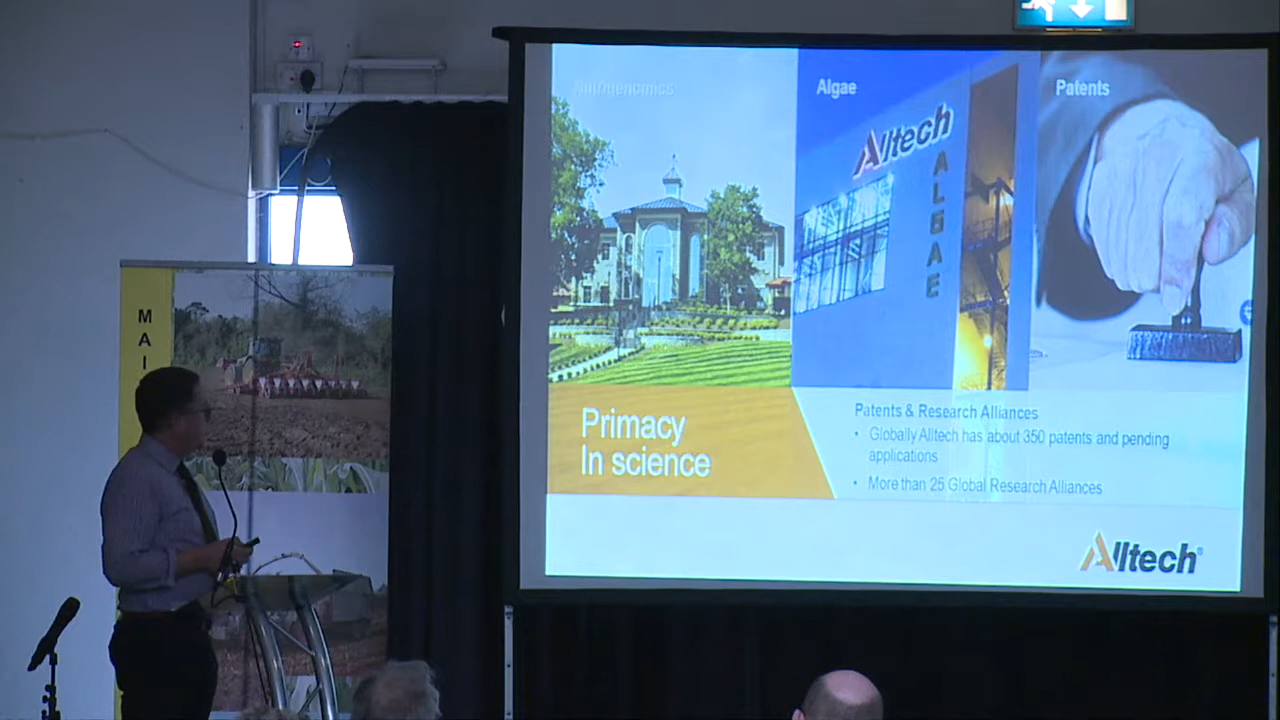 Nutrigenomics
Algae
Patents
Alltech
ALGAE
MAI
Primacy
In science
Patents & Research Alliances
• Globally Alltech has about 350 patents and pending
applications
• More than 25 Global Research Alliances
Alltech